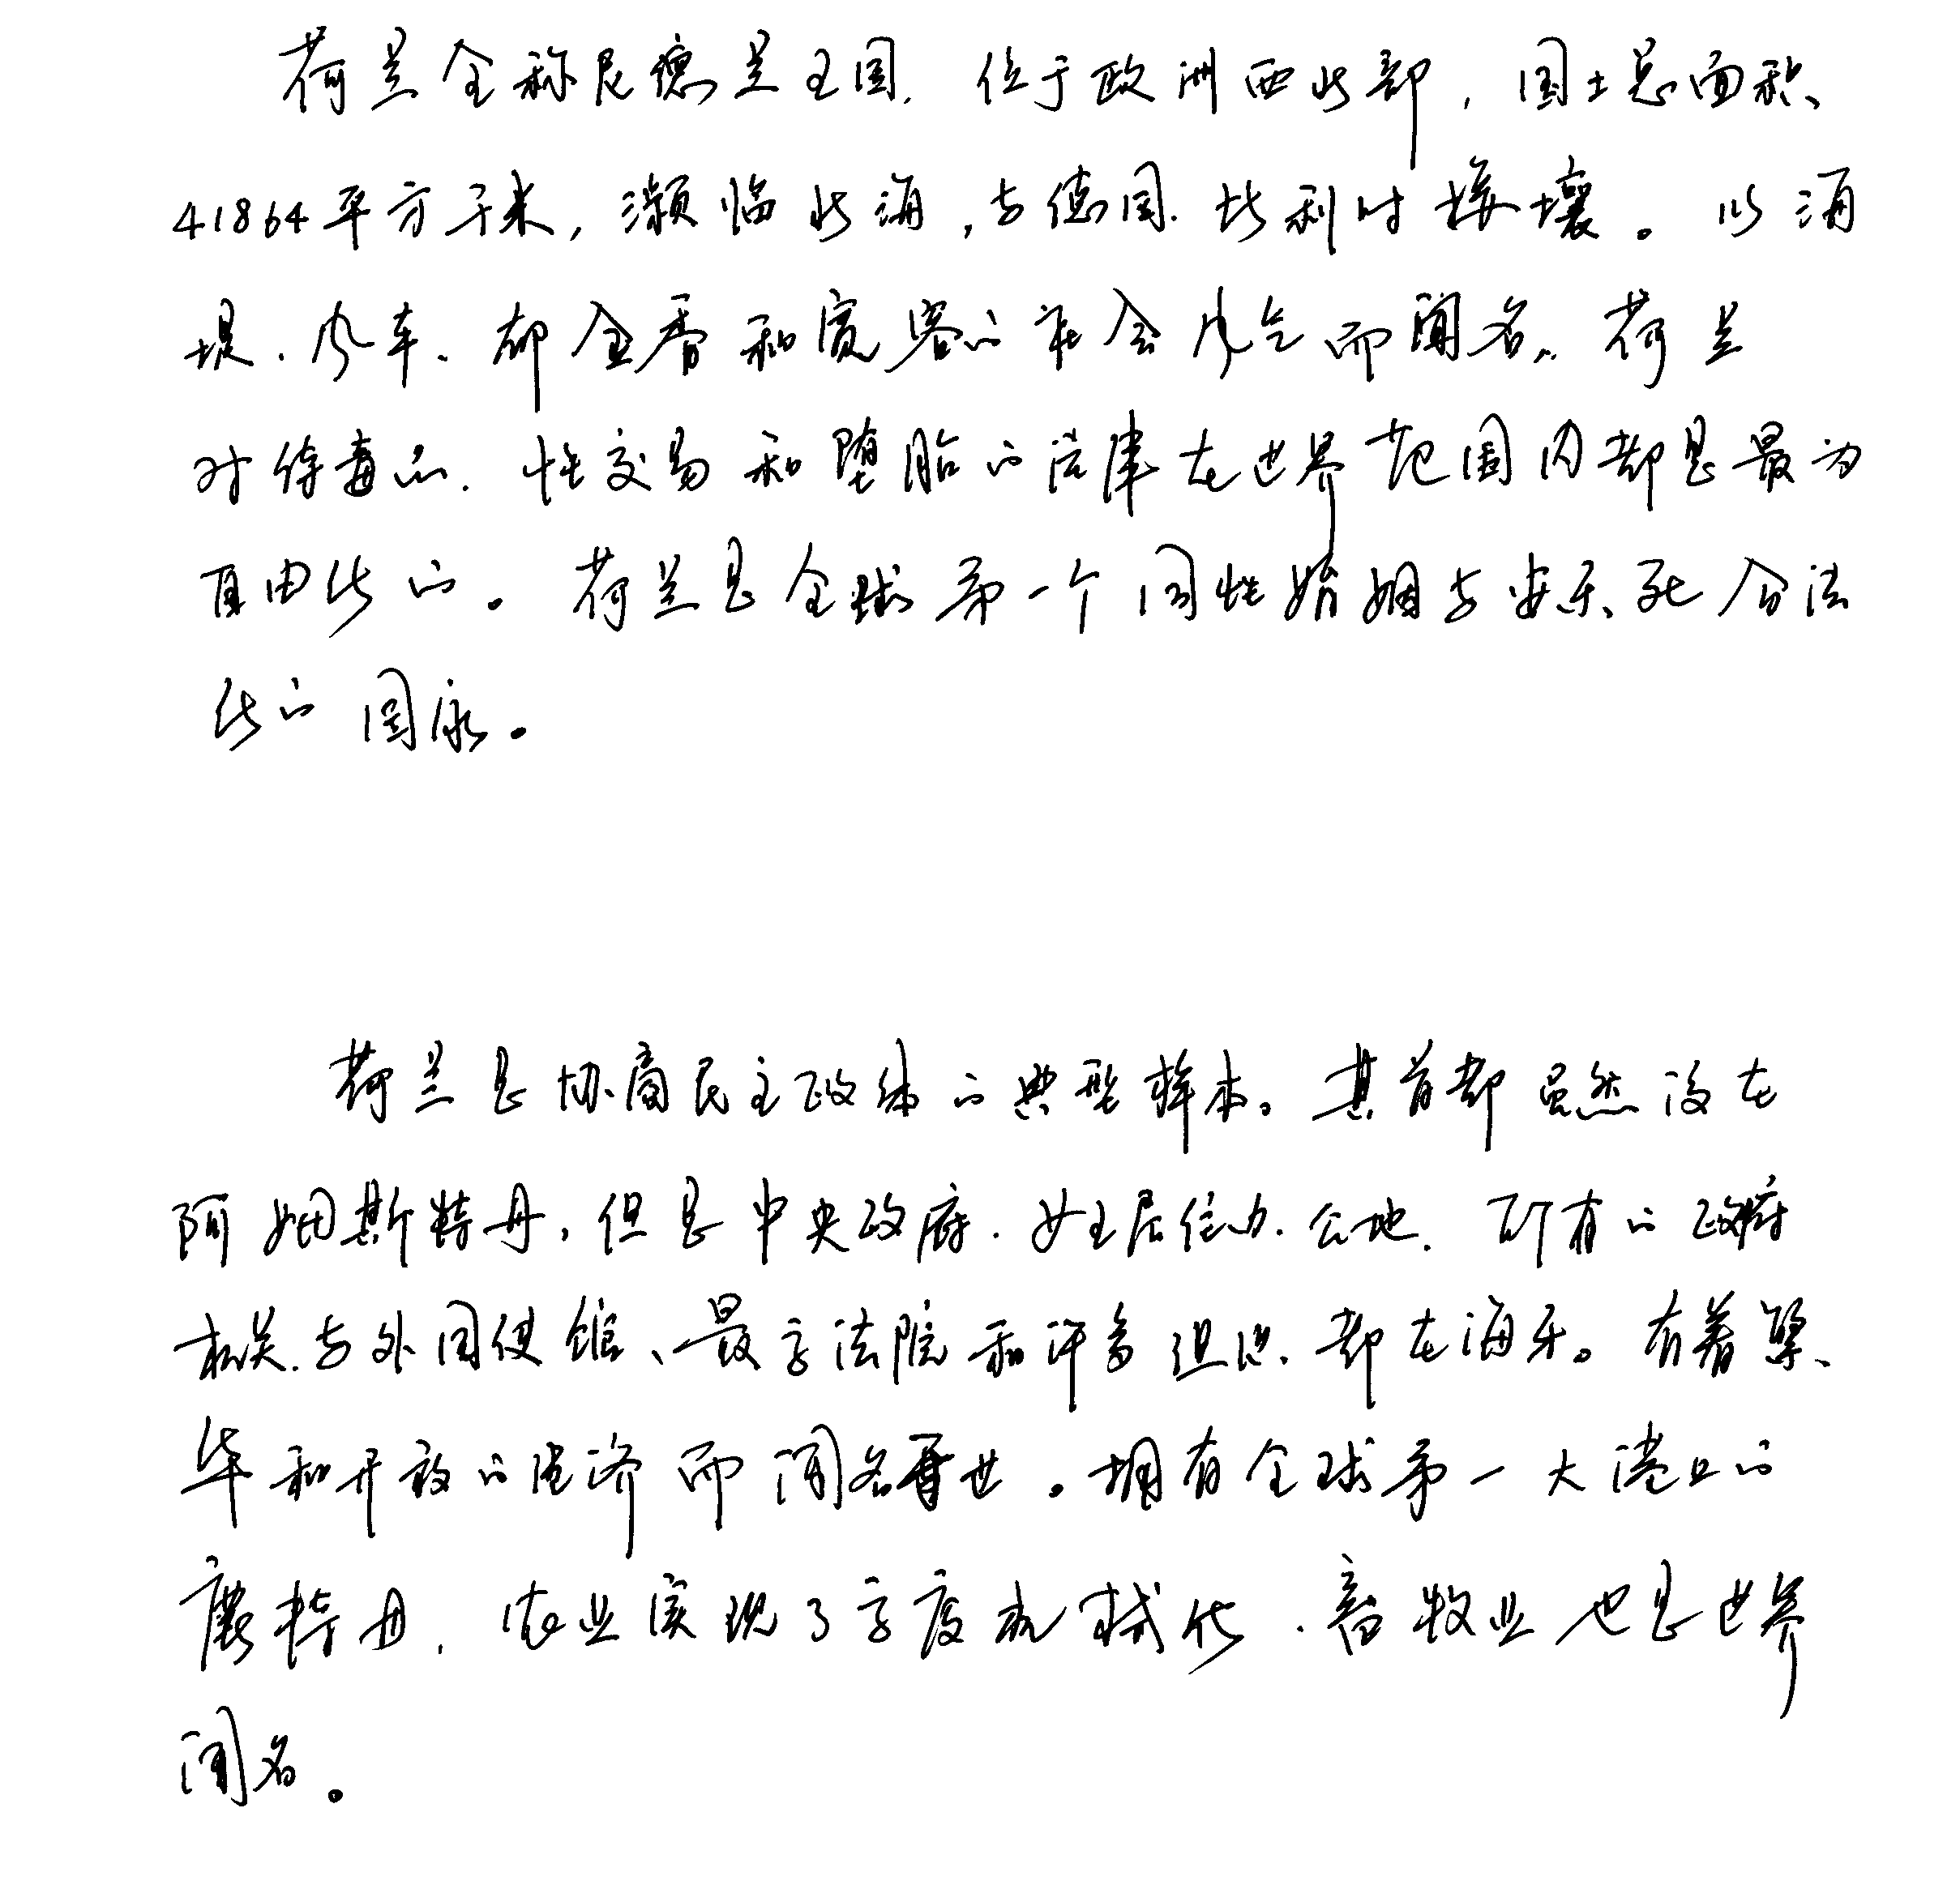 荷兰全称尼德兰王国，位于欧洲西北部，国土总面积
41864平方千米，濒临北海，与德国、比利时接壤。以海
堤、风车、郁金香和宽容的社会风气而闻名。荷兰
对待毒品、性交易和堕胎的法律在世界范围内都是最为
自由化的。荷兰是全球第一个同性婚姻与安乐死合法
化的国家。
荷兰是协商民主政体的典型样本。其首都虽然设在
阿姆斯特丹，但是中央政府、女王居住办公地、所有的政府
机关与外国使馆、最高法院和许多组织都在海牙。有着繁
华和开放的经济而闻名于世。拥有全球第一大港口的
鹿特丹，农业实现了高度机械化，畜牧业也是世界
闻名。